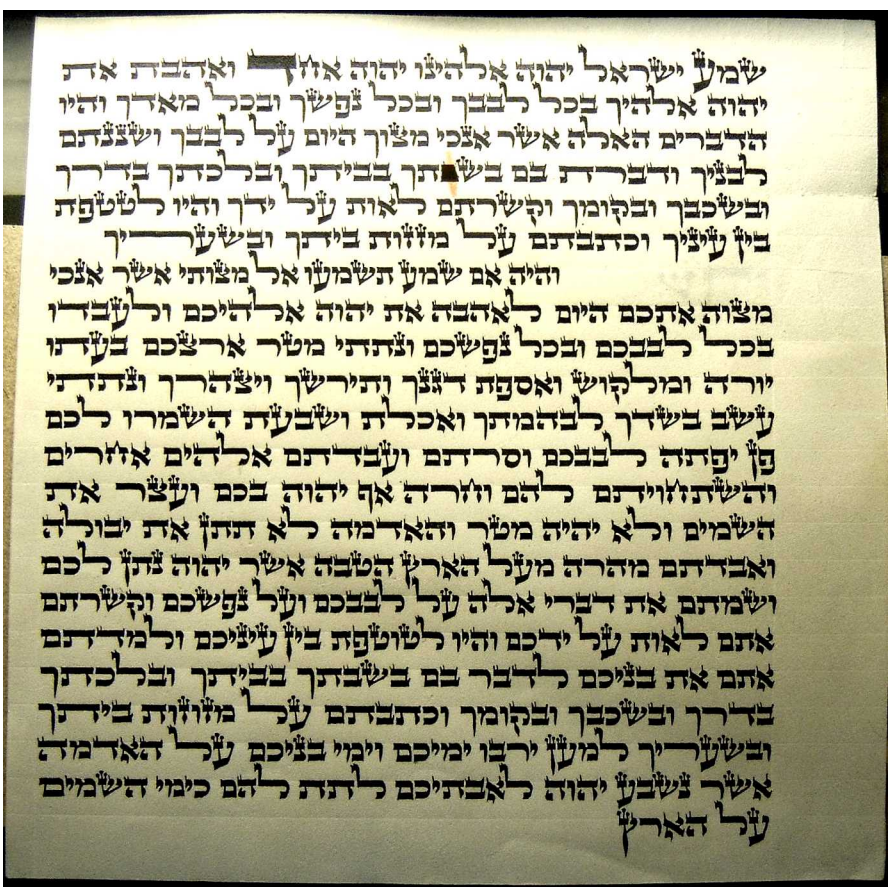 שמע ישראל יהוה אלהינו יהוה אחד ואהבת את
יהוה אלהיך בכל לבבך ובכל נפשך ובכל מאדך והיו
הדברים האלה אשר אנכי מצוך היום על לבבך ושננתם
לבניך ודברת בם בשבתך בביתך ובלכתך בדרך
ובשכבך ובקומך וקשרתם לאות על ידך והיו לטטפת
בין עיניך וכתבתם על מזזות ביתך ובשעריך
והיה אם שמע תשמעו אל מצותי אשר אנכי
מצוה אתכם היום לאהבה את יהוה אלהיכם ולעבדו
בכל לבבכם ובכל נפשכם ונתתי מטר ארצכם בעתו
יורה ומלקוש ואספת דגנך ותירשך ויצהרך ונתתי
עשב בשדך לבהמתך ואכלת ושבעת השמרו לכם
פן יפתה לבבכם וסרתם ועבדתם אלהים אחרים
והשתחויתם להם וחרה אף יהוה בכם ועצר את
השמים ולא יהיה מטר והאדמה לא תתן את יבולה
ואבדתם מהרה מעל הארץ הטבה אשר יהוה נתן לכם
ושמתם את דברי אלה על לבבכם ועל נפשכם וקשרתם
אתם לאות על ידכם והיו לטוטפת בין עיניכם ולמדתם
אתם את בניכם לדבר בם בשבתך בביתך ובלכתך
בדרך ובשכבך ובקומך וכתבתם על מזוזות ביתך
ובשעריך למען ירבו ימיכם וימי בניכם על האדמה
אשר נשבע יהוה לאבתיכם לתת להם כימי השמים
על הארץ